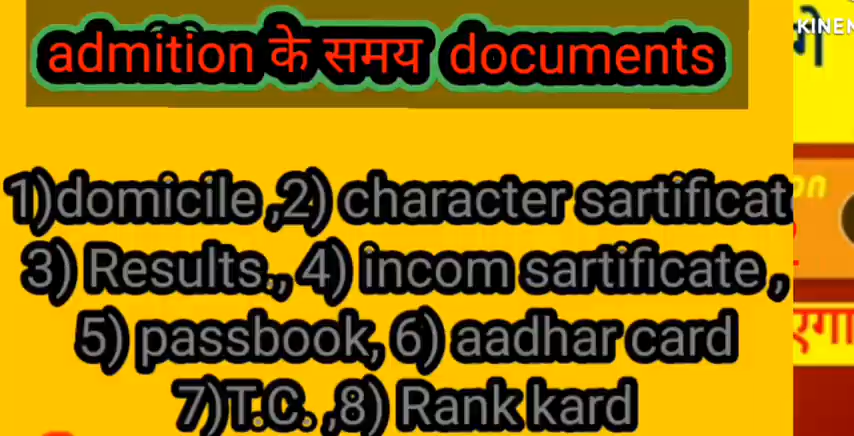 admition के समय documents
KINEM
1)domicile ,2) character sartificat
3) Results.,, 4) incom sartificate ,
5) passbook, 6) aadhar card
7)T.C. ,8) Rank kard